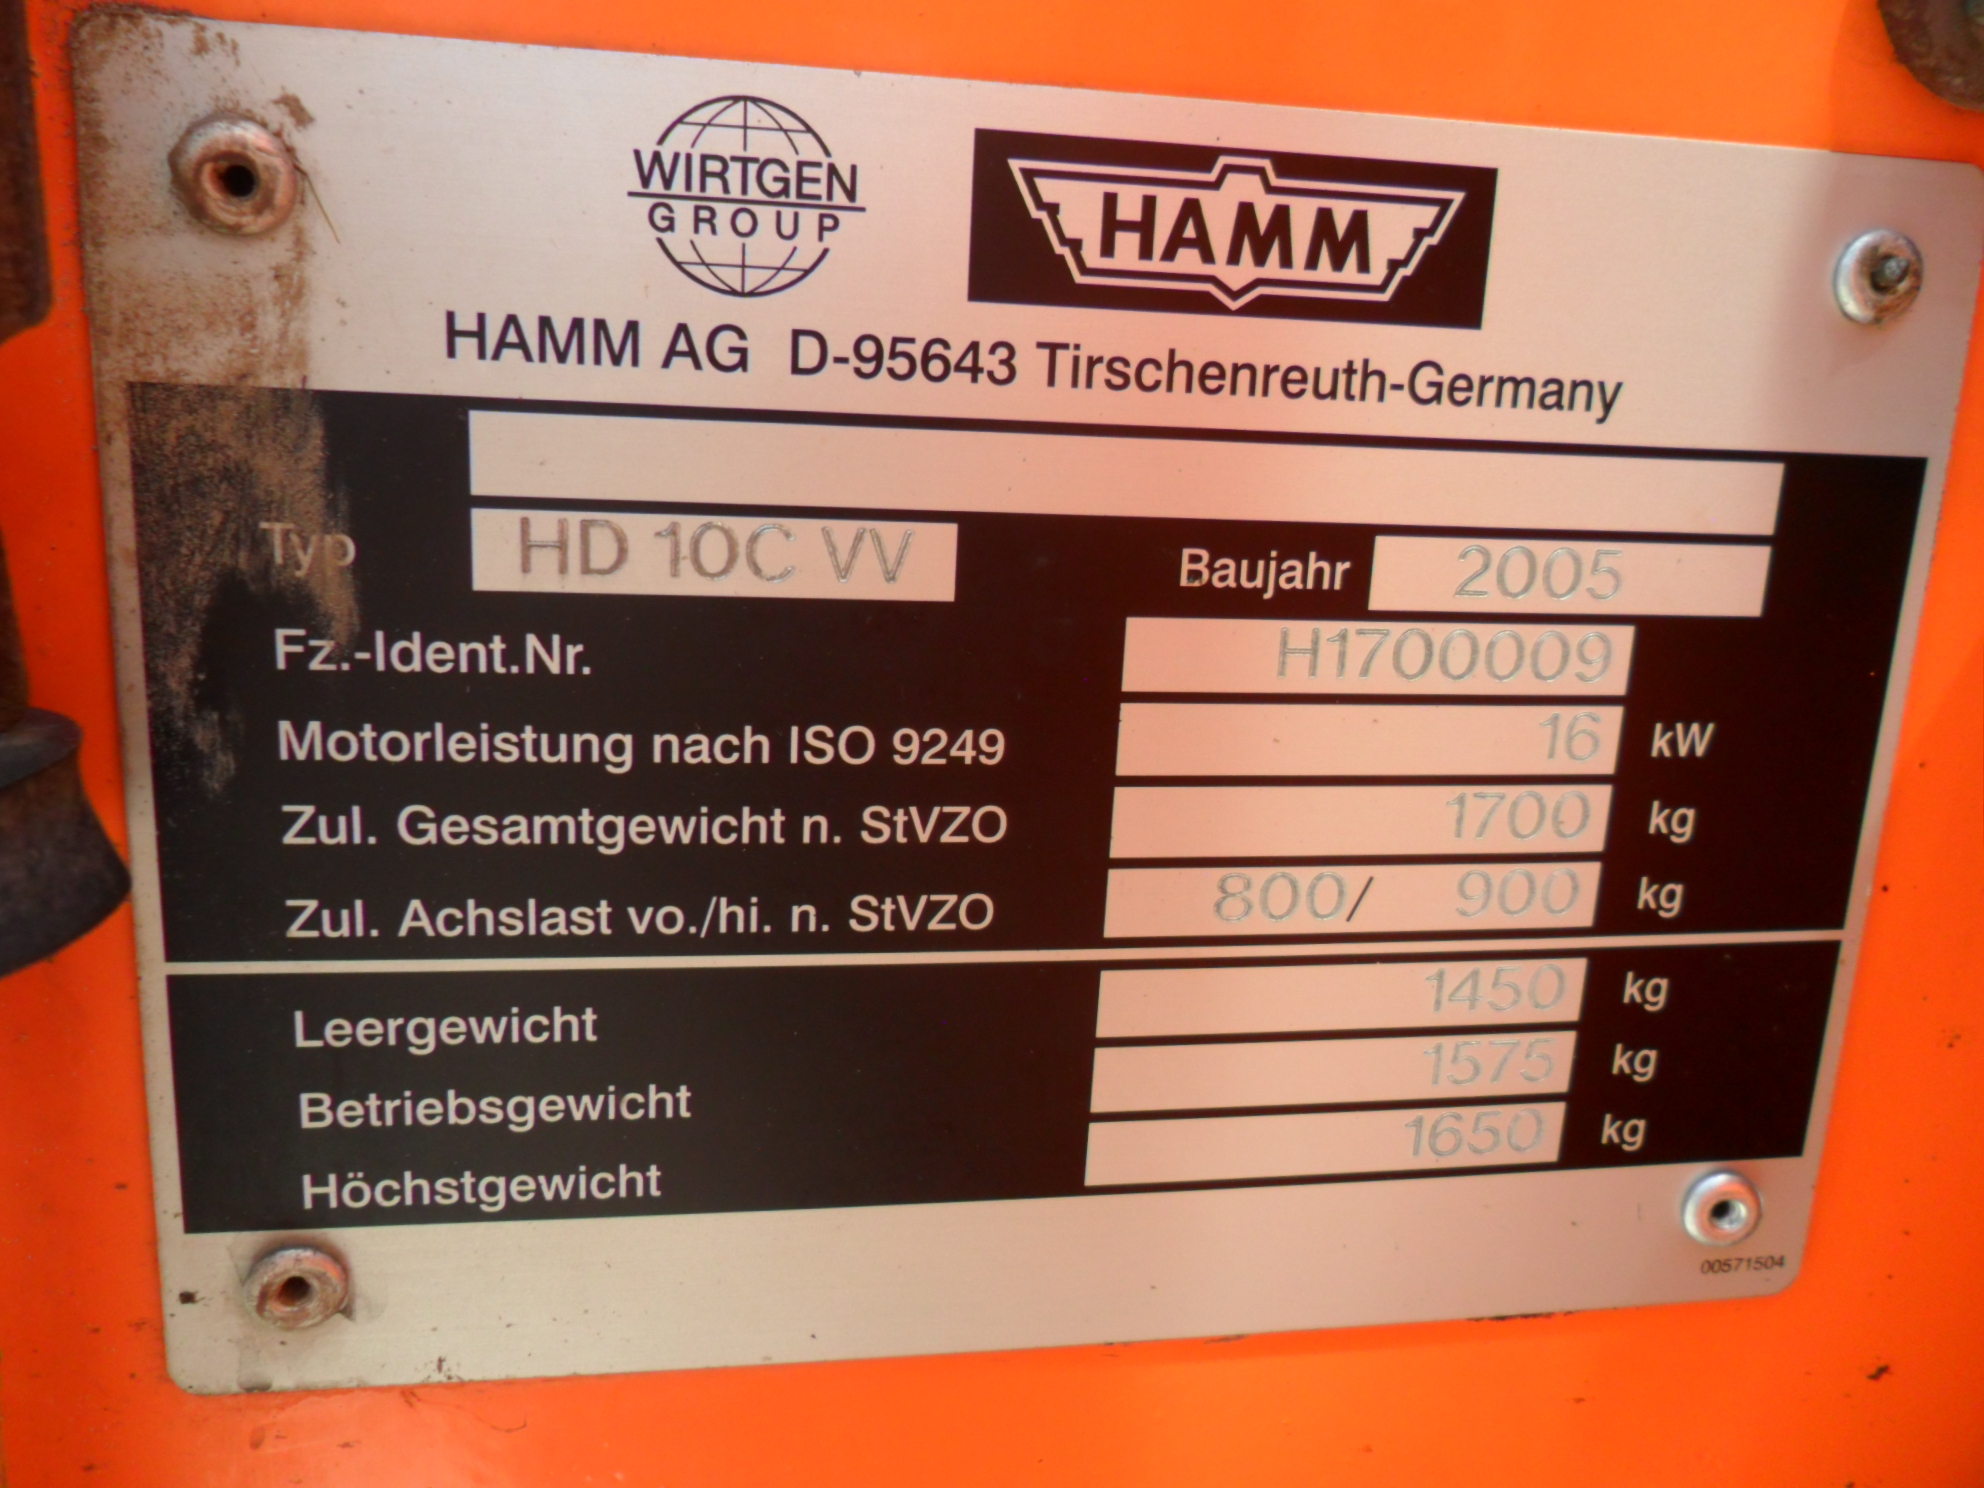 WIRTGEN
GROUP
HAMM
HAMM AG D-95643 Tirschenreuth-Germany
Typ HD 10C VV Baujahr 2005
Fz.-Ident.Nr. H1700009
Motorleistung nach ISO 9249 16 kW
Zul. Gesamtgewicht n. StVZO 1700 kg
Zul. Achslast vo./hi. n. StVZO 800/ 900 kg
Leergewicht 1450 kg
Betriebsgewicht 1575 kg
Höchstgewicht 1650 kg
00571504